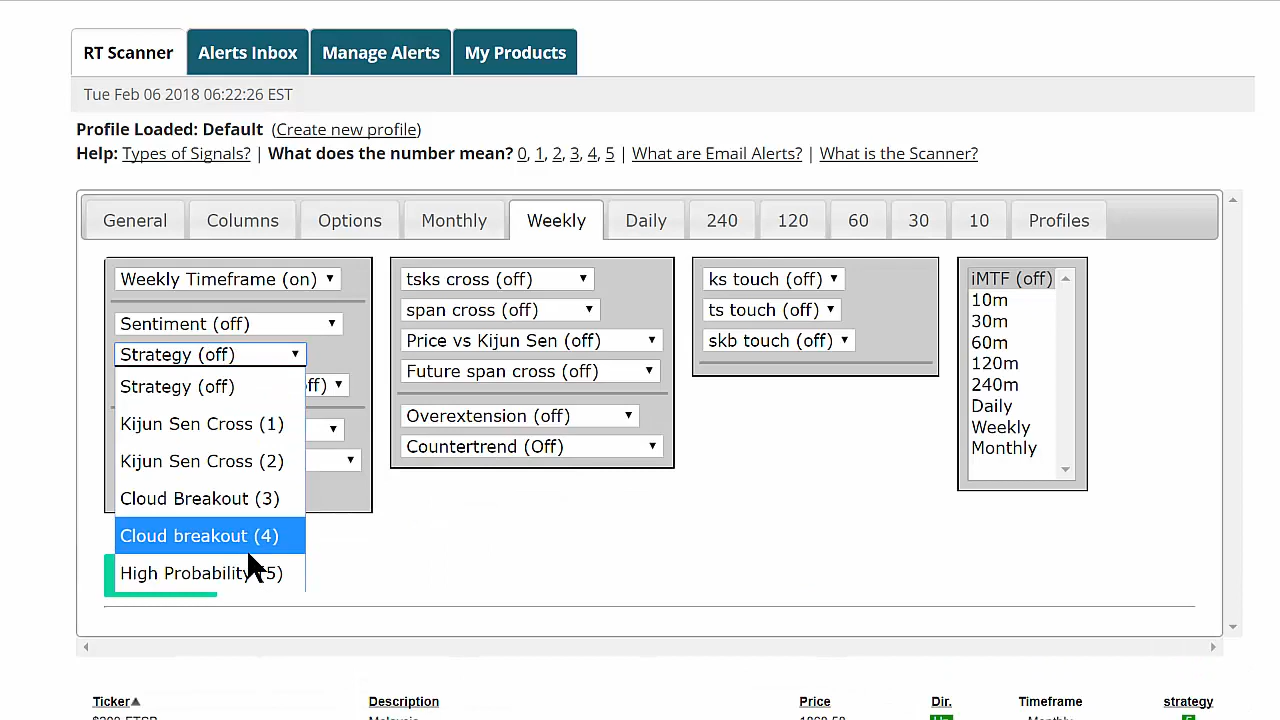 RT Scanner Alerts Inbox Manage Alerts My Products
Tue Feb 06 2018 06:22:26 EST
Profile Loaded: Default (Create new profile)
Help: Types of Signals? | What does the number mean? 0, 1, 2, 3, 4, 5 | What are Email Alerts? | What is the Scanner?
General Columns Options Monthly Weekly Daily 240 120 60 30 10 Profiles
Weekly Timeframe (on)
Sentiment (off)
Strategy (off)
Strategy (off)
Kijun Sen Cross (1)
Kijun Sen Cross (2)
Cloud Breakout (3)
Cloud breakout (4)
High Probability (5)
tsks cross (off)
span cross (off)
Price vs Kijun Sen (off)
Future span cross (off)
Overextension (off)
Countertrend (Off)
ks touch (off)
ts touch (off)
skb touch (off)
iMTF (off)
10m
30m
60m
120m
240m
Daily
Weekly
Monthly
Ticker Description Price Dir. Timeframe strategy